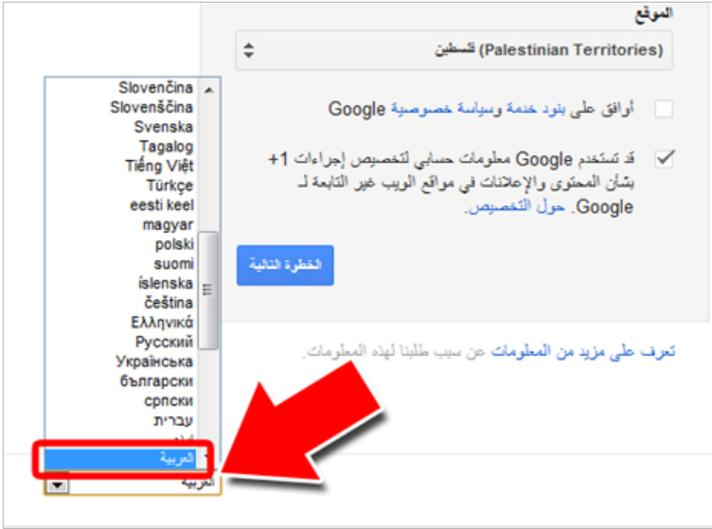 الموقع
فلسطين (Palestinian Territories)
أوافق على بنود خدمة وسياسة خصوصية Google
قد تستخدم Google معلومات حسابي لتخصيص إجراءات 1+
بشأن المحتوى والإعلانات في مواقع الويب غير التابعة لـ
Google. حول التخصيص.
الخطوة التالية
تعرف على مزيد من المعلومات عن سبب طلبنا لهذه المعلومات.
Slovenčina
Slovenščina
Svenska
Tagalog
Tiếng Việt
Türkçe
eesti keel
magyar
polski
suomi
íslenska
čeština
Ελληνικά
Русский
Українська
български
српски
עברית
العربية
العربية